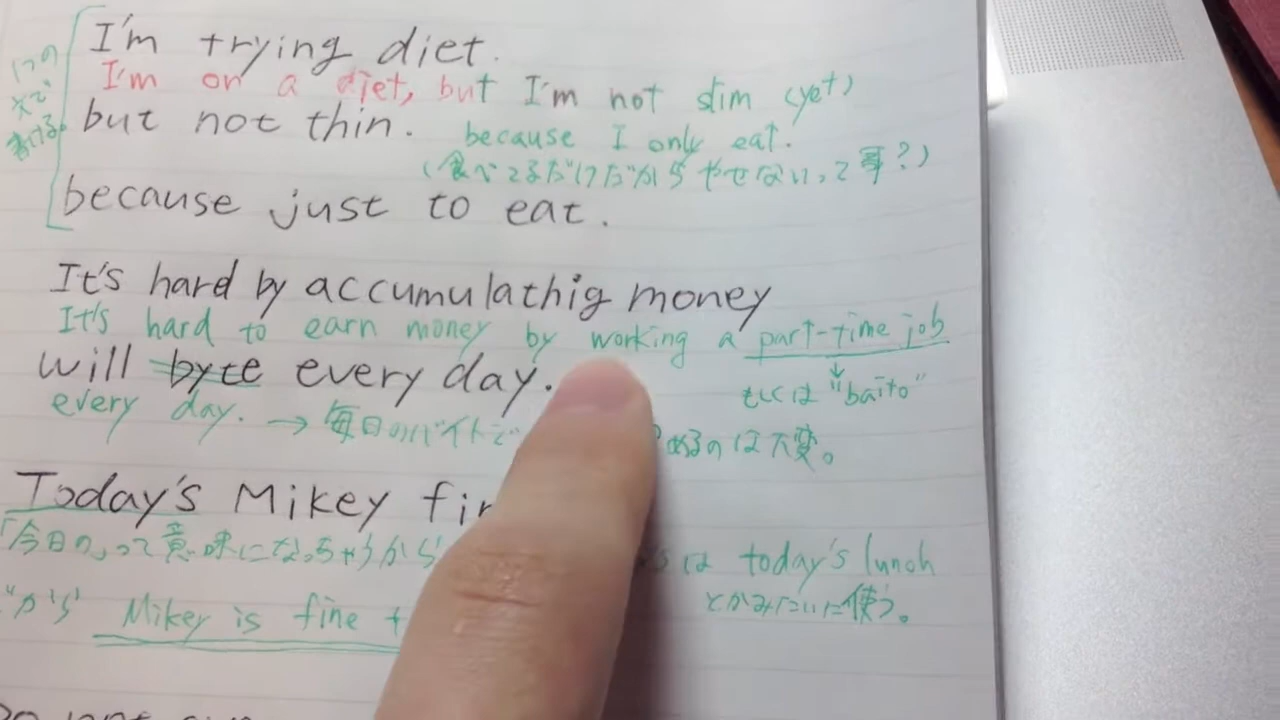 I'm trying diet.
I'm on a diet, but I'm not slim (yet)
1つの
文で
書ける。
but not thin.
because I only eat.
(食べてるだけだから やせないって事?)
because just to eat.
It's hard by accumulathig money
It's hard to earn money by working a part-time job
will byte every day.
もしくは "baito"
every day. → 毎日のバイトで めるのは大変。
Today's Mikey fin
「今日の」って意味になっちゃうから は today's lunch
とかみたいに使う。
"から" Mikey is fine t